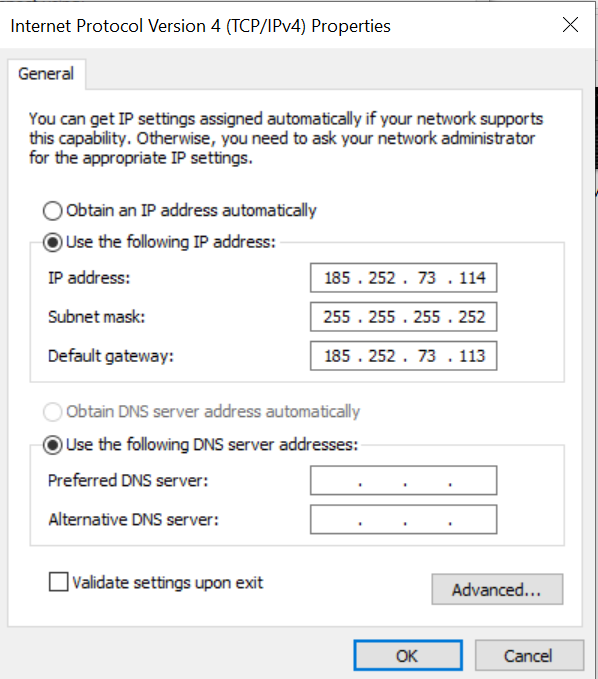 Internet Protocol Version 4 (TCP/IPv4) Properties
General
You can get IP settings assigned automatically if your network supports
this capability. Otherwise, you need to ask your network administrator
for the appropriate IP settings.
Obtain an IP address automatically
Use the following IP address:
IP address: 185 . 252 . 73 . 114
Subnet mask: 255 . 255 . 255 . 252
Default gateway: 185 . 252 . 73 . 113
Obtain DNS server address automatically
Use the following DNS server addresses:
Preferred DNS server: . . .
Alternative DNS server: . . .
Validate settings upon exit
Advanced...
OK Cancel